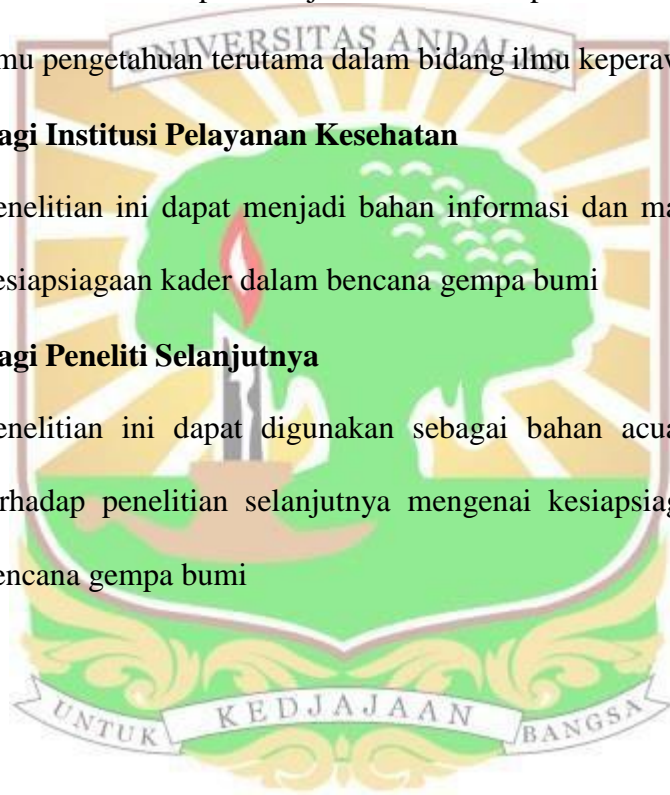 UNIVERSITAS ANDALAS
mu pengetahuan terutama dalam bidang ilmu keperaw
agi Institusi Pelayanan Kesehatan
enelitian ini dapat menjadi bahan informasi dan ma
esiapsiagaan kader dalam bencana gempa bumi
agi Peneliti Selanjutnya
enelitian ini dapat digunakan sebagai bahan acua
rhadap penelitian selanjutnya mengenai kesiapsiag
encana gempa bumi
UNTUK KEDJAJAAN BANGSA